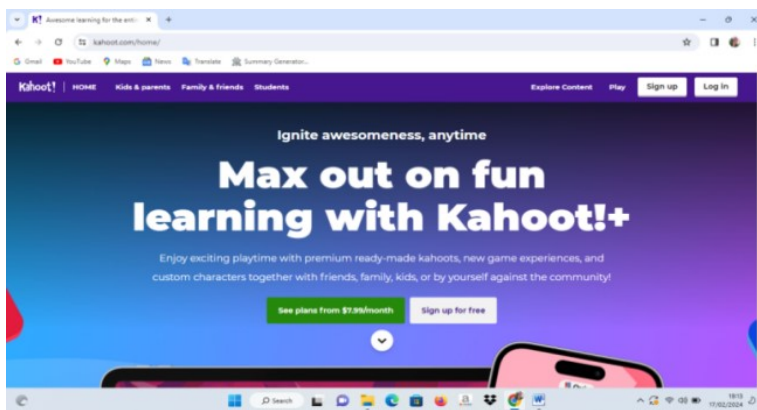 K! Awesome learning for the enti
kahoot.com/home/
Gmail YouTube Maps News Translate Summary Generator...
Kahoot! HOME Kids & parents Family & friends Students Explore Content Play Sign up Log in
Ignite awesomeness, anytime
Max out on fun
learning with Kahoot!+
Enjoy exciting playtime with premium ready-made kahoots, new game experiences, and
custom characters together with friends, family, kids, or by yourself against the community!
See plans from $7.99/month Sign up for free
Search
17/02/2024